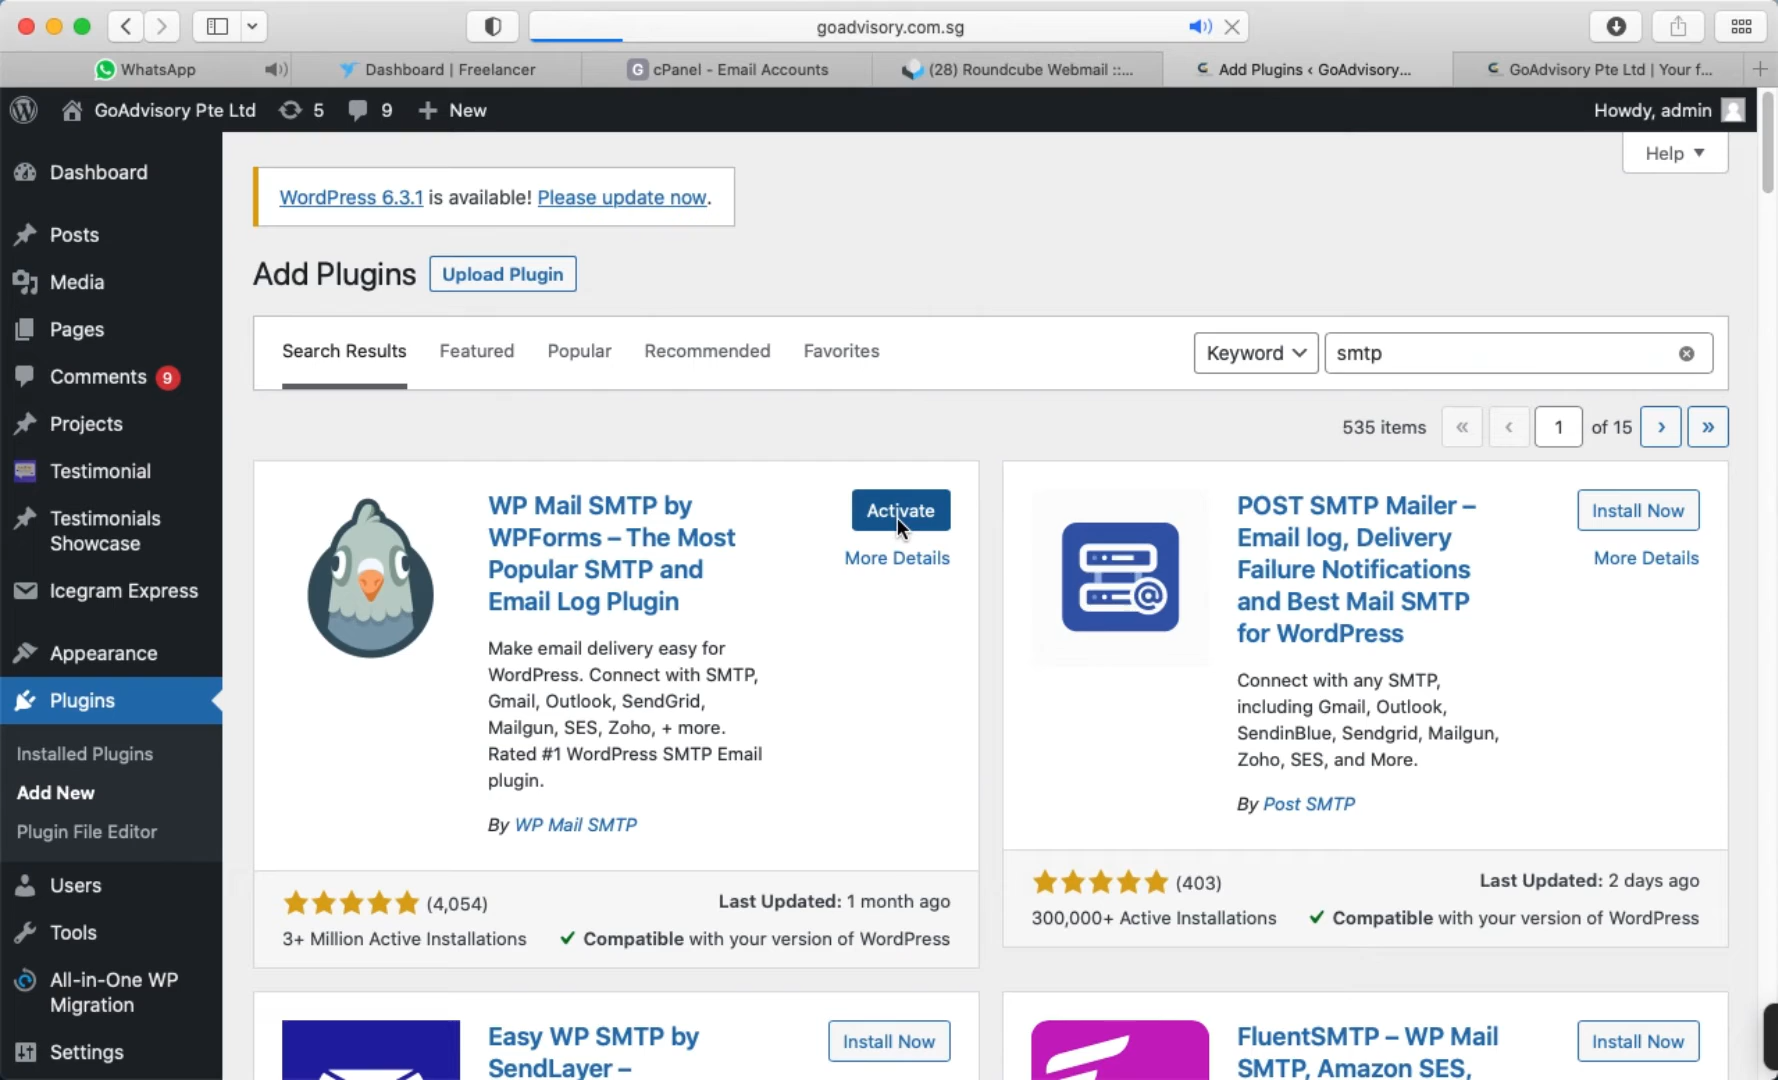 goadvisory.com.sg
WhatsApp
Dashboard | Freelancer
G cPanel - Email Accounts
(28) Roundcube Webmail ::...
Add Plugins < GoAdvisory...
GoAdvisory Pte Ltd | Your f...
GoAdvisory Pte Ltd
5
9
+ New
Howdy, admin
Dashboard
Posts
Media
Pages
Comments 9
Projects
Testimonial
Testimonials
Showcase
Icegram Express
Appearance
Plugins
Installed Plugins
Add New
Plugin File Editor
Users
Tools
All-in-One WP
Migration
Settings
Help
WordPress 6.3.1 is available! Please update now.
Add Plugins
Upload Plugin
Search Results
Featured
Popular
Recommended
Favorites
Keyword
smtp
535 items
«
‹
1
of 15
›
»
WP Mail SMTP by
WPForms – The Most
Popular SMTP and
Email Log Plugin
Activate
More Details
Make email delivery easy for
WordPress. Connect with SMTP,
Gmail, Outlook, SendGrid,
Mailgun, SES, Zoho, + more.
Rated #1 WordPress SMTP Email
plugin.
By WP Mail SMTP
(4,054)
Last Updated: 1 month ago
3+ Million Active Installations
Compatible with your version of WordPress
POST SMTP Mailer –
Email log, Delivery
Failure Notifications
and Best Mail SMTP
for WordPress
Install Now
More Details
Connect with any SMTP,
including Gmail, Outlook,
SendinBlue, Sendgrid, Mailgun,
Zoho, SES, and More.
By Post SMTP
(403)
Last Updated: 2 days ago
300,000+ Active Installations
Compatible with your version of WordPress
Easy WP SMTP by
SendLayer –
Install Now
FluentSMTP – WP Mail
SMTP, Amazon SES,
Install Now